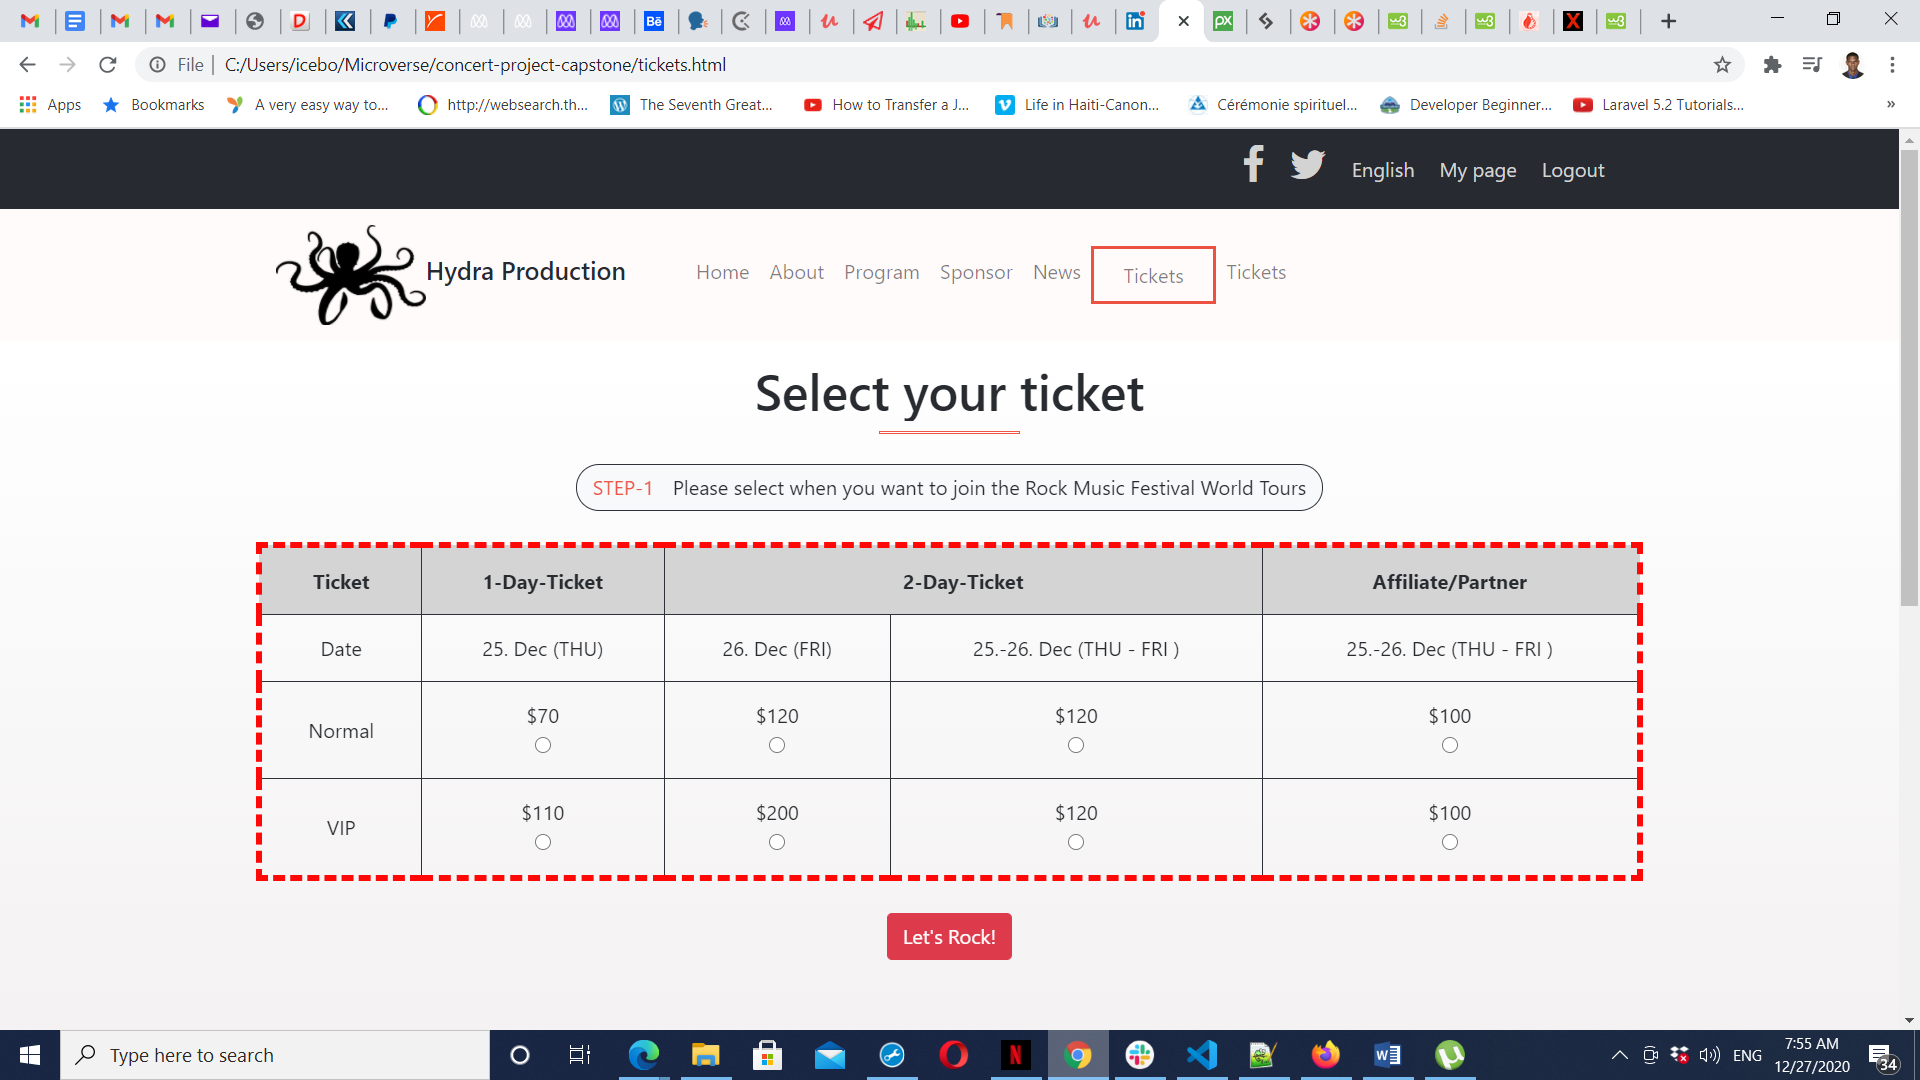 File
C:/Users/icebo/Microverse/concert-project-capstone/tickets.html
Apps
Bookmarks
A very easy way to...
http://websearch.th...
The Seventh Great...
How to Transfer a J...
Life in Haiti-Canon...
Cérémonie spirituel...
Developer Beginner...
Laravel 5.2 Tutorials...
»
English My page Logout
Hydra Production
Home About Program Sponsor News Tickets Tickets
Select your ticket
STEP-1 Please select when you want to join the Rock Music Festival World Tours
Ticket 1-Day-Ticket 2-Day-Ticket Affiliate/Partner
Date 25. Dec (THU) 26. Dec (FRI) 25.-26. Dec (THU - FRI ) 25.-26. Dec (THU - FRI )
Normal $70 $120 $120 $100
VIP $110 $200 $120 $100
Let's Rock!
Type here to search
ENG
7:55 AM
12/27/2020
34